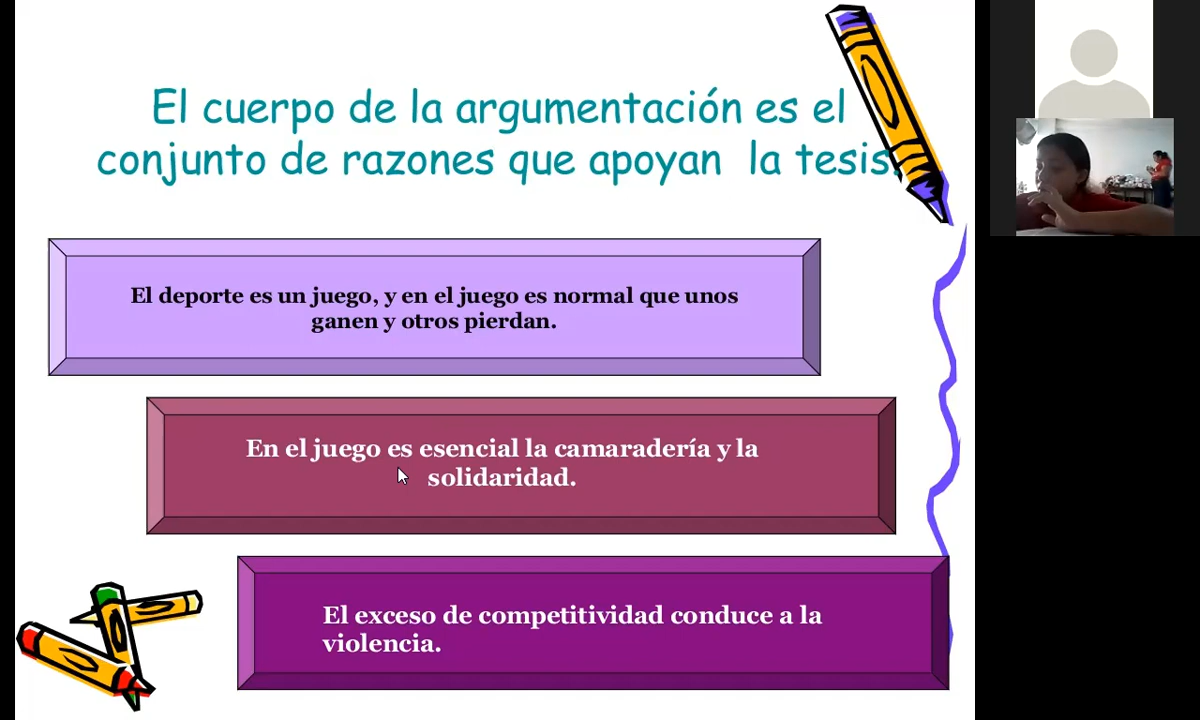 El cuerpo de la argumentación es el
conjunto de razones que apoyan la tesis.
El deporte es un juego, y en el juego es normal que unos
ganen y otros pierdan.
En el juego es esencial la camaradería y la
solidaridad.
El exceso de competitividad conduce a la
violencia.